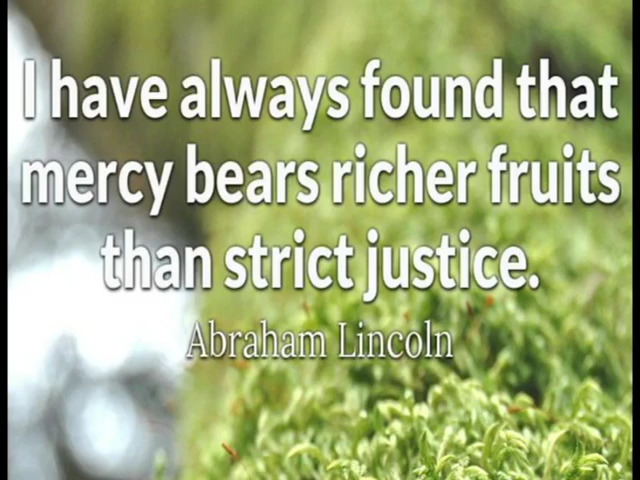 I have always found that
mercy bears richer fruits
than strict justice.
Abraham Lincoln